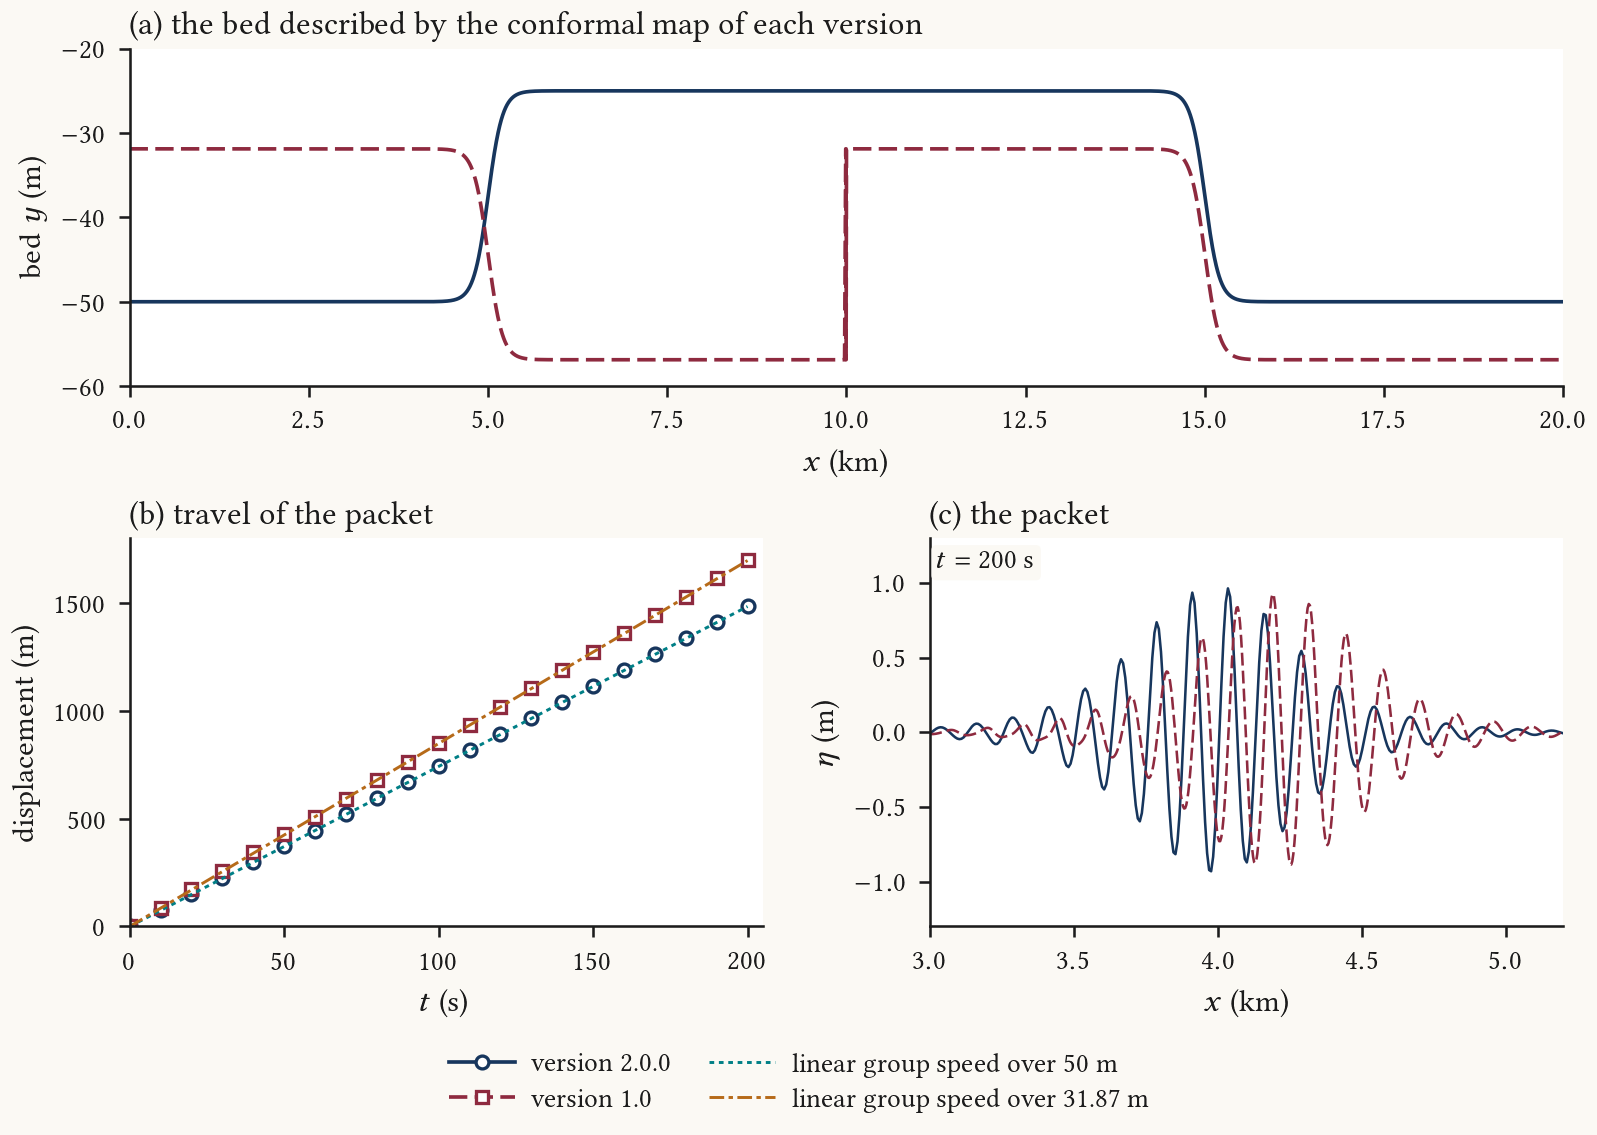 (a) the bed described by the conformal map of each version
−20
−30
−40
−50
−60
bed y (m)
0.0 2.5 5.0 7.5 10.0 12.5 15.0 17.5 20.0
x (km)
(b) travel of the packet
1500
1000
500
0
displacement (m)
0 50 100 150 200
t (s)
(c) the packet
t = 200 s
1.0
0.5
0.0
−0.5
−1.0
η (m)
3.0 3.5 4.0 4.5 5.0
x (km)
version 2.0.0
version 1.0
linear group speed over 50 m
linear group speed over 31.87 m